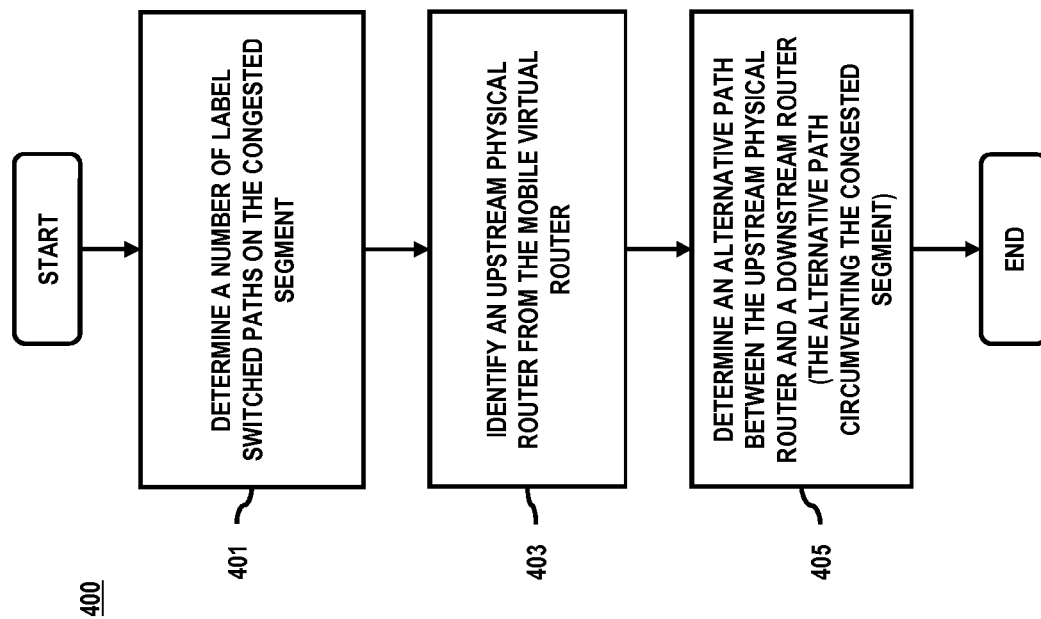 400
START
401
DETERMINE A NUMBER OF LABEL
SWITCHED PATHS ON THE CONGESTED
SEGMENT
403
IDENTIFY AN UPSTREAM PHYSICAL
ROUTER FROM THE MOBILE VIRTUAL
ROUTER
405
DETERMINE AN ALTERNATIVE PATH
BETWEEN THE UPSTREAM PHYSICAL
ROUTER AND A DOWNSTREAM ROUTER
(THE ALTERNATIVE PATH
CIRCUMVENTING THE CONGESTED
SEGMENT)
END